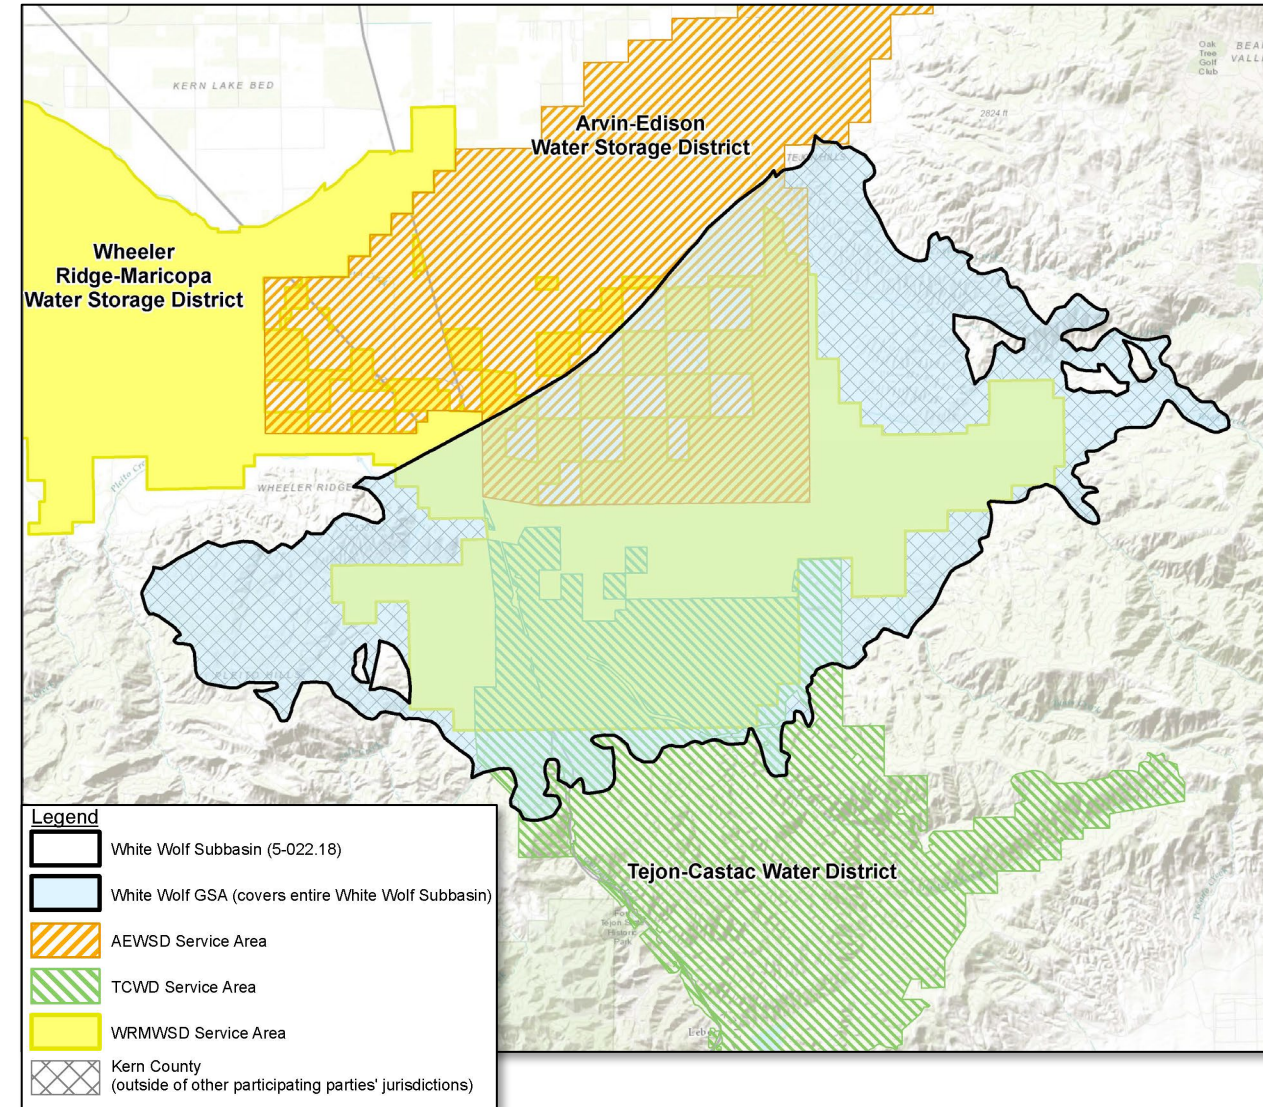 KERN LAKE BED
Oak
Tree
Golf
Club
2824 ft
Arvin-Edison
Water Storage District
Wheeler
Ridge-Maricopa
Water Storage District
WHEELER RIDGE
Tejon-Castac Water District
Legend
White Wolf Subbasin (5-022.18)
White Wolf GSA (covers entire White Wolf Subbasin)
AEWSD Service Area
TCWD Service Area
WRMWSD Service Area
Kern County
(outside of other participating parties' jurisdictions)
Historic
Park